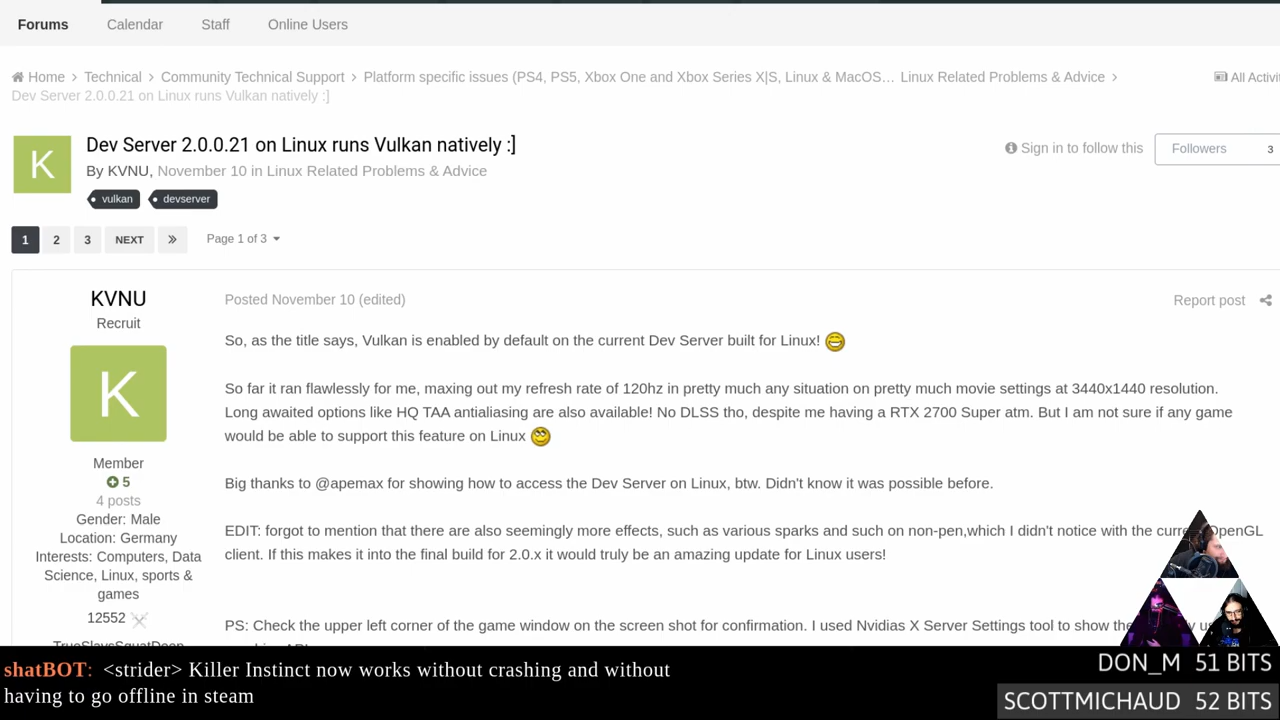 Forums Calendar Staff Online Users
Home > Technical > Community Technical Support > Platform specific issues (PS4, PS5, Xbox One and Xbox Series X|S, Linux & MacOS… Linux Related Problems & Advice > All Activi
Dev Server 2.0.0.21 on Linux runs Vulkan natively :]
K
Dev Server 2.0.0.21 on Linux runs Vulkan natively :]
By KVNU, November 10 in Linux Related Problems & Advice
Sign in to follow this Followers 3
vulkan devserver
1 2 3 NEXT » Page 1 of 3
KVNU
Recruit
K
Member
5
4 posts
Gender: Male
Location: Germany
Interests: Computers, Data
Science, Linux, sports &
games
12552
Posted November 10 (edited) Report post
So, as the title says, Vulkan is enabled by default on the current Dev Server built for Linux!
So far it ran flawlessly for me, maxing out my refresh rate of 120hz in pretty much any situation on pretty much movie settings at 3440x1440 resolution.
Long awaited options like HQ TAA antialiasing are also available! No DLSS tho, despite me having a RTX 2700 Super atm. But I am not sure if any game
would be able to support this feature on Linux
Big thanks to @apemax for showing how to access the Dev Server on Linux, btw. Didn't know it was possible before.
EDIT: forgot to mention that there are also seemingly more effects, such as various sparks and such on non-pen,which I didn't notice with the curre OpenGL
client. If this makes it into the final build for 2.0.x it would truly be an amazing update for Linux users!
PS: Check the upper left corner of the game window on the screen shot for confirmation. I used Nvidias X Server Settings tool to show the
shatBOT: <strider> Killer Instinct now works without crashing and without
having to go offline in steam
DON_M 51 BITS
SCOTTMICHAUD 52 BITS